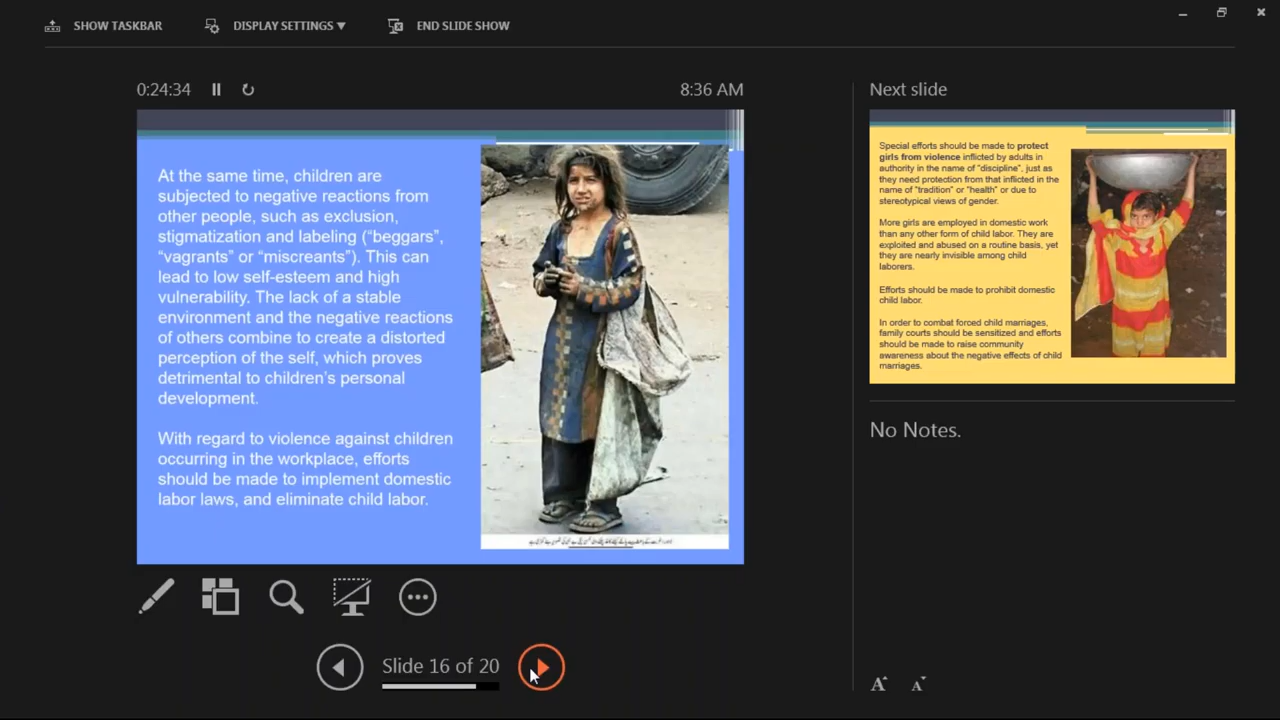 SHOW TASKBAR
DISPLAY SETTINGS ▼
END SLIDE SHOW
0:24:34
8:36 AM
At the same time, children are
subjected to negative reactions from
other people, such as exclusion,
stigmatization and labeling (“beggars”,
“vagrants” or “miscreants”). This can
lead to low self-esteem and high
vulnerability. The lack of a stable
environment and the negative reactions
of others combine to create a distorted
perception of the self, which proves
detrimental to children’s personal
development.
With regard to violence against children
occurring in the workplace, efforts
should be made to implement domestic
labor laws, and eliminate child labor.
Slide 16 of 20
Next slide
Special efforts should be made to protect
girls from violence inflicted by adults in
authority in the name of “discipline”, just as
they need protection from that inflicted in the
name of “tradition” or “health” or due to
stereotypical views of gender.
More girls are employed in domestic work
than any other form of child labor. They are
exploited and abused on a routine basis, yet
they are nearly invisible among child
laborers.
Efforts should be made to prohibit domestic
child labor.
In order to combat forced child marriages,
family courts should be sensitized and efforts
should be made to raise community
awareness about the negative effects of child
marriages.
No Notes.
A A